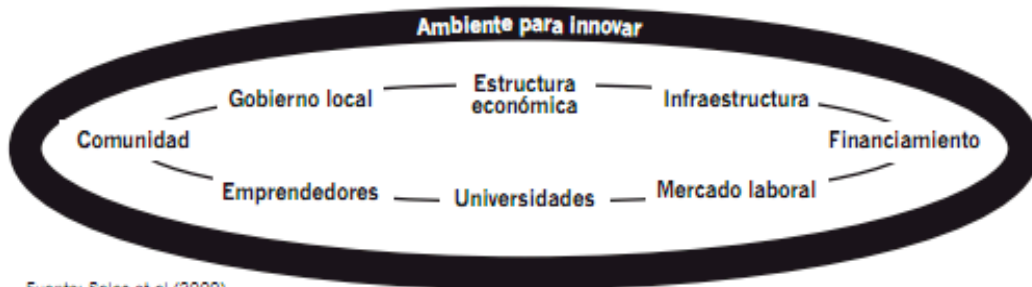 Ambiente para innovar
Estructura
económica
Gobierno local
Infraestructura
Comunidad
Financiamiento
Emprendedores
Universidades
Mercado laboral